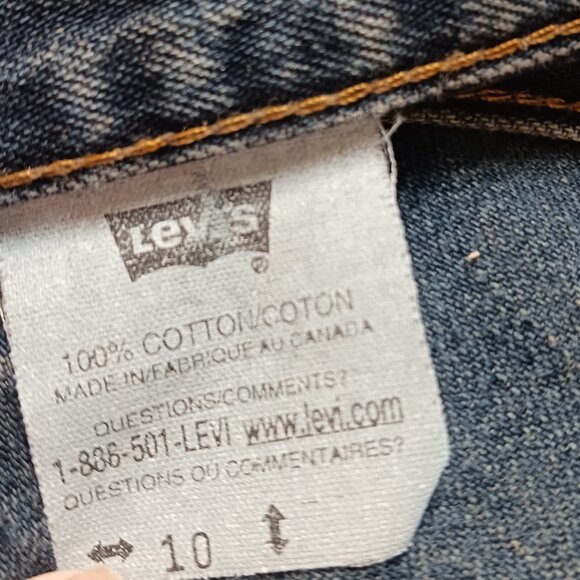 Levi's
®
100% COTTON/COTON
MADE IN/FABRIQUE AU CANADA
QUESTIONS/COMMENTS?
1-886-501-LEVI www.levi.com
QUESTIONS OU COMMENTAIRES?
10